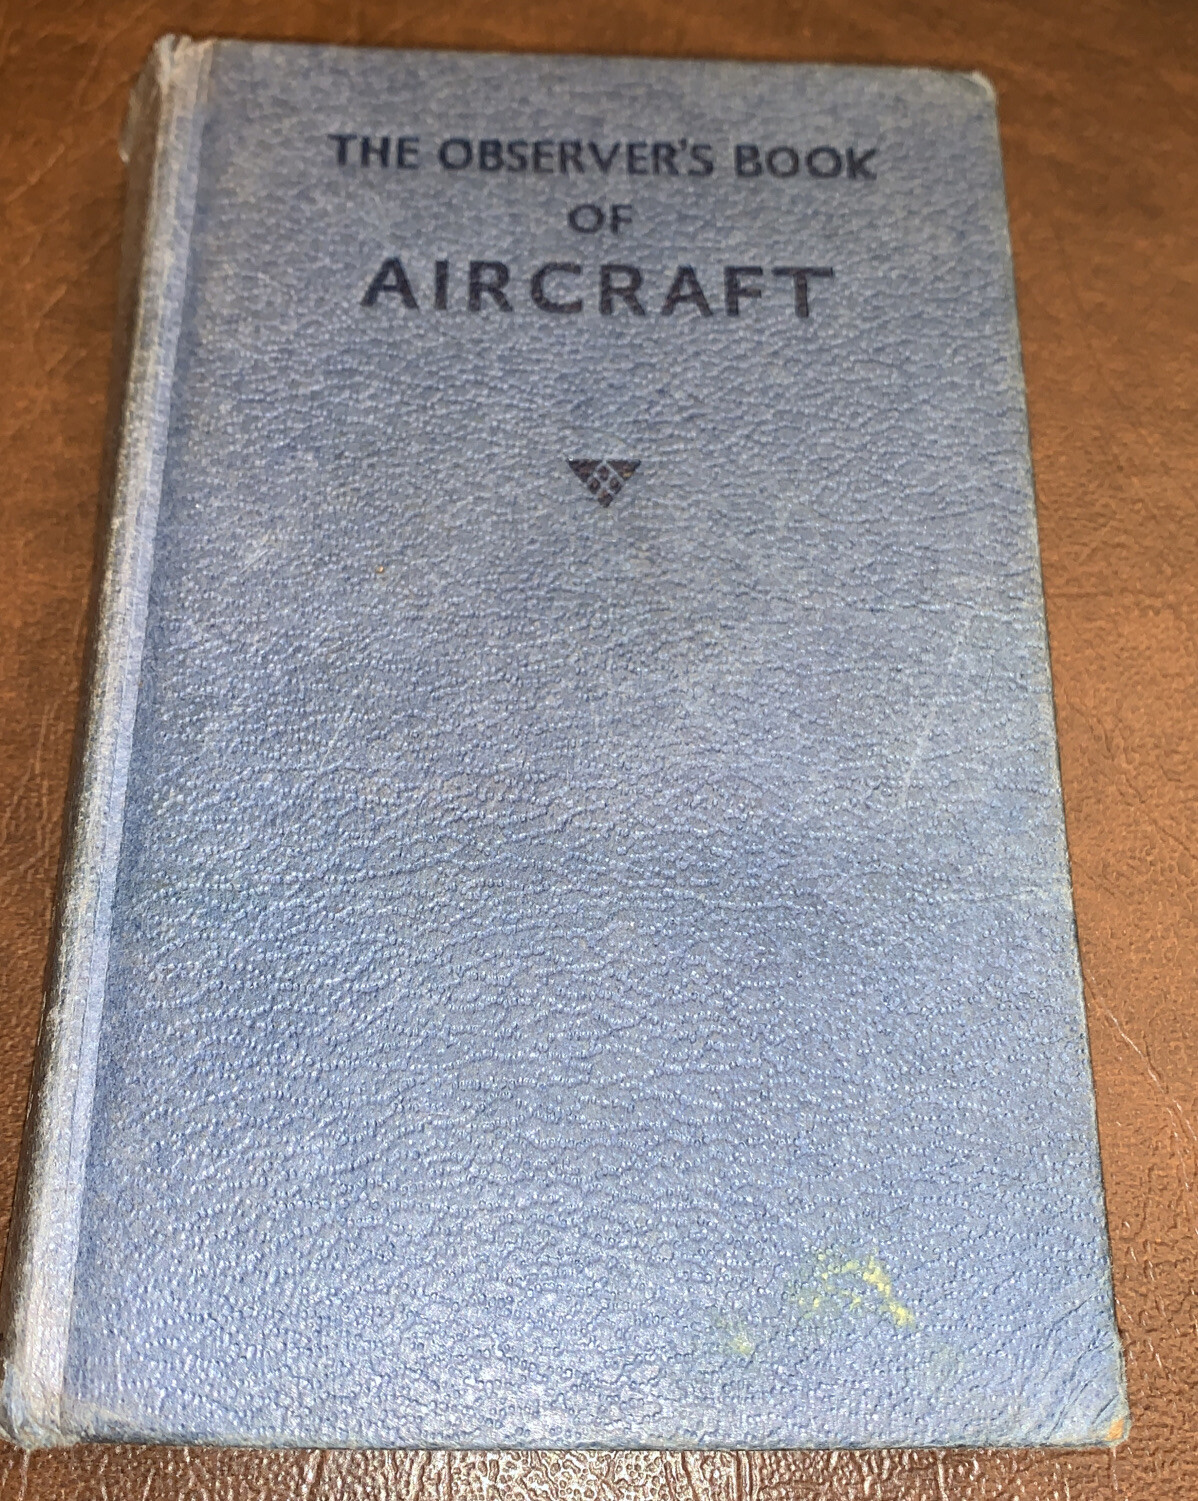 THE OBSERVER'S BOOK
OF
AIRCRAFT